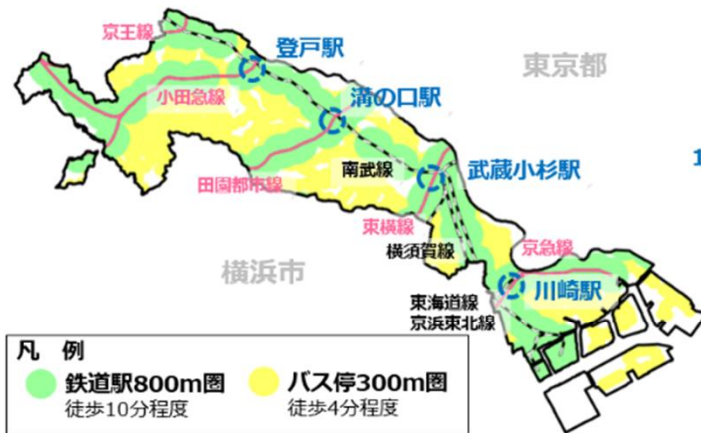 京王線
登戸駅
東京都
小田急線
溝の口駅
1
南武線
武蔵小杉駅
田園都市線
東横線
横須賀線
京急線
横浜市
川崎駅
東海道線
京浜東北線
凡 例
鉄道駅800m圏
徒歩10分程度
バス停300m圏
徒歩4分程度